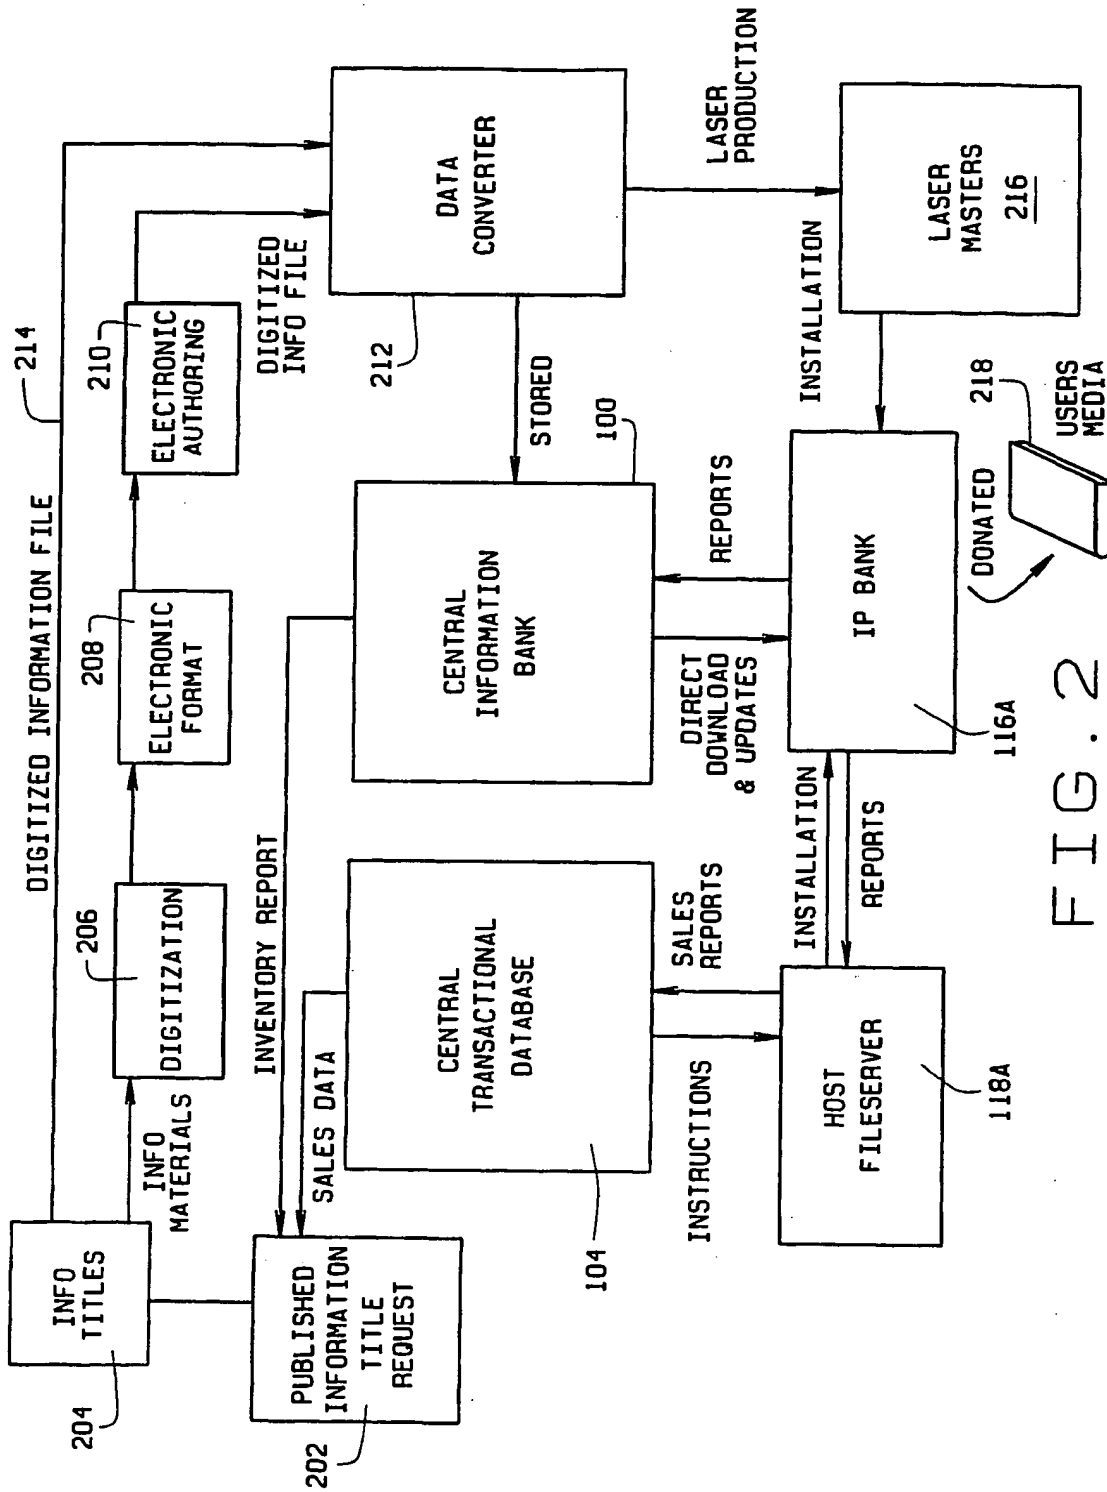 214
DIGITIZED INFORMATION FILE
204
INFO
TITLES
INFO
MATERIALS
206
DIGITIZATION
208
ELECTRONIC
FORMAT
210
ELECTRONIC
AUTHORING
DIGITIZED
INFO FILE
202
PUBLISHED
INFORMATION
TITLE
REQUEST
INVENTORY REPORT
SALES DATA
104
CENTRAL
TRANSACTIONAL
DATABASE
CENTRAL
INFORMATION
BANK
100
STORED
212
DATA
CONVERTER
INSTRUCTIONS
SALES
REPORTS
DIRECT
DOWNLOAD
& UPDATES
REPORTS
LASER
PRODUCTION
HOST
FILESERVER
118A
INSTALLATION
REPORTS
IP BANK
116A
INSTALLATION
LASER
MASTERS
216
DONATED
218
USERS
MEDIA
FIG. 2